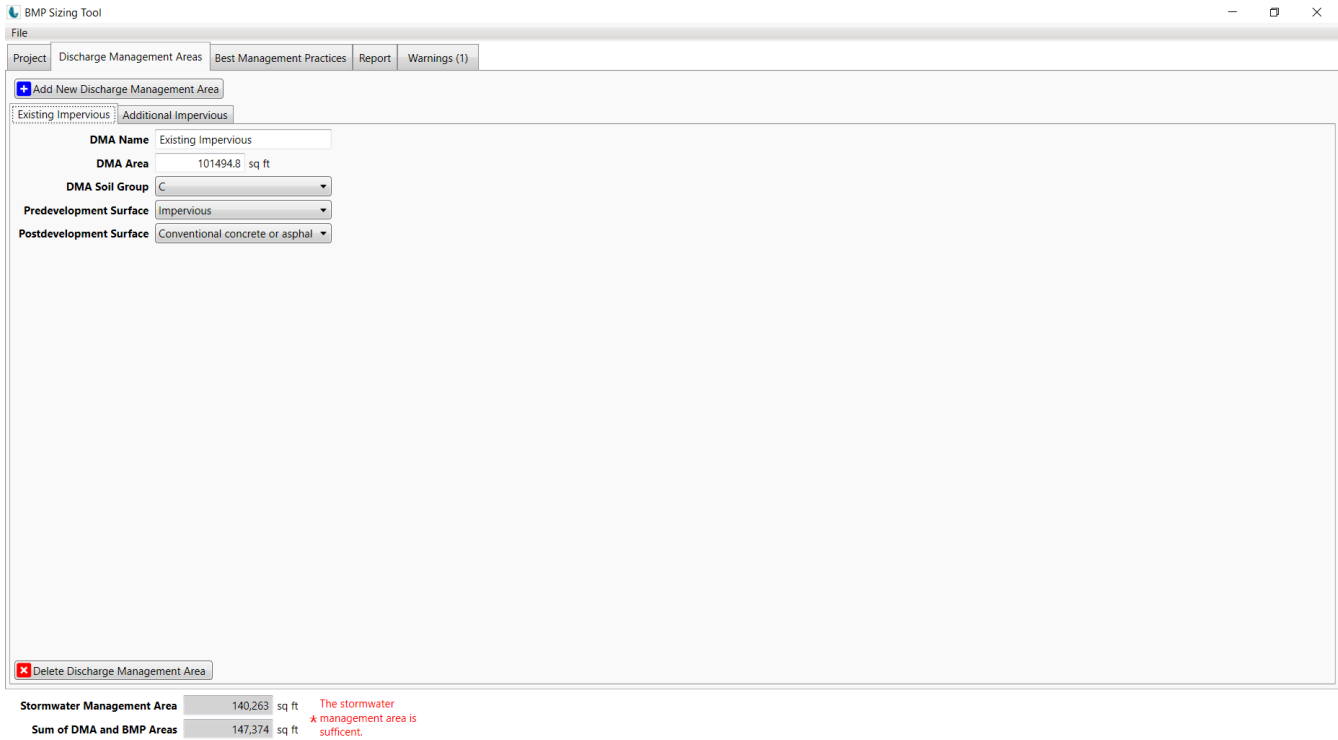 BMP Sizing Tool
File
Project Discharge Management Areas Best Management Practices Report Warnings (1)
Add New Discharge Management Area
Existing Impervious Additional Impervious
DMA Name Existing Impervious
DMA Area 101494.8 sq ft
DMA Soil Group C
Predevelopment Surface Impervious
Postdevelopment Surface Conventional concrete or asphal
Delete Discharge Management Area
Stormwater Management Area 140,263 sq ft
Sum of DMA and BMP Areas 147,374 sq ft
The stormwater
* management area is
sufficent.